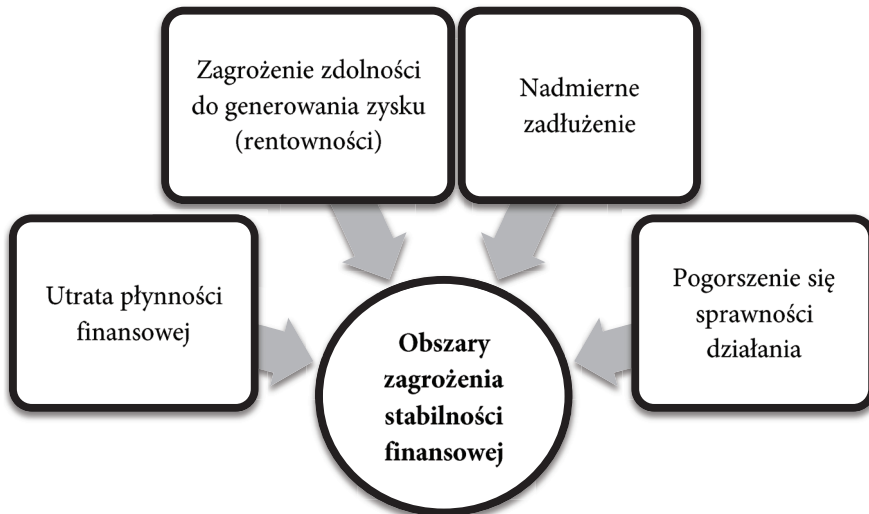 Zagrożenie zdolności
do generowania zysku
(rentowności)
Nadmierne
zadłużenie
Utrata płynności
finansowej
Pogorszenie się
sprawności
działania
Obszary
zagrożenia
stabilności
finansowej